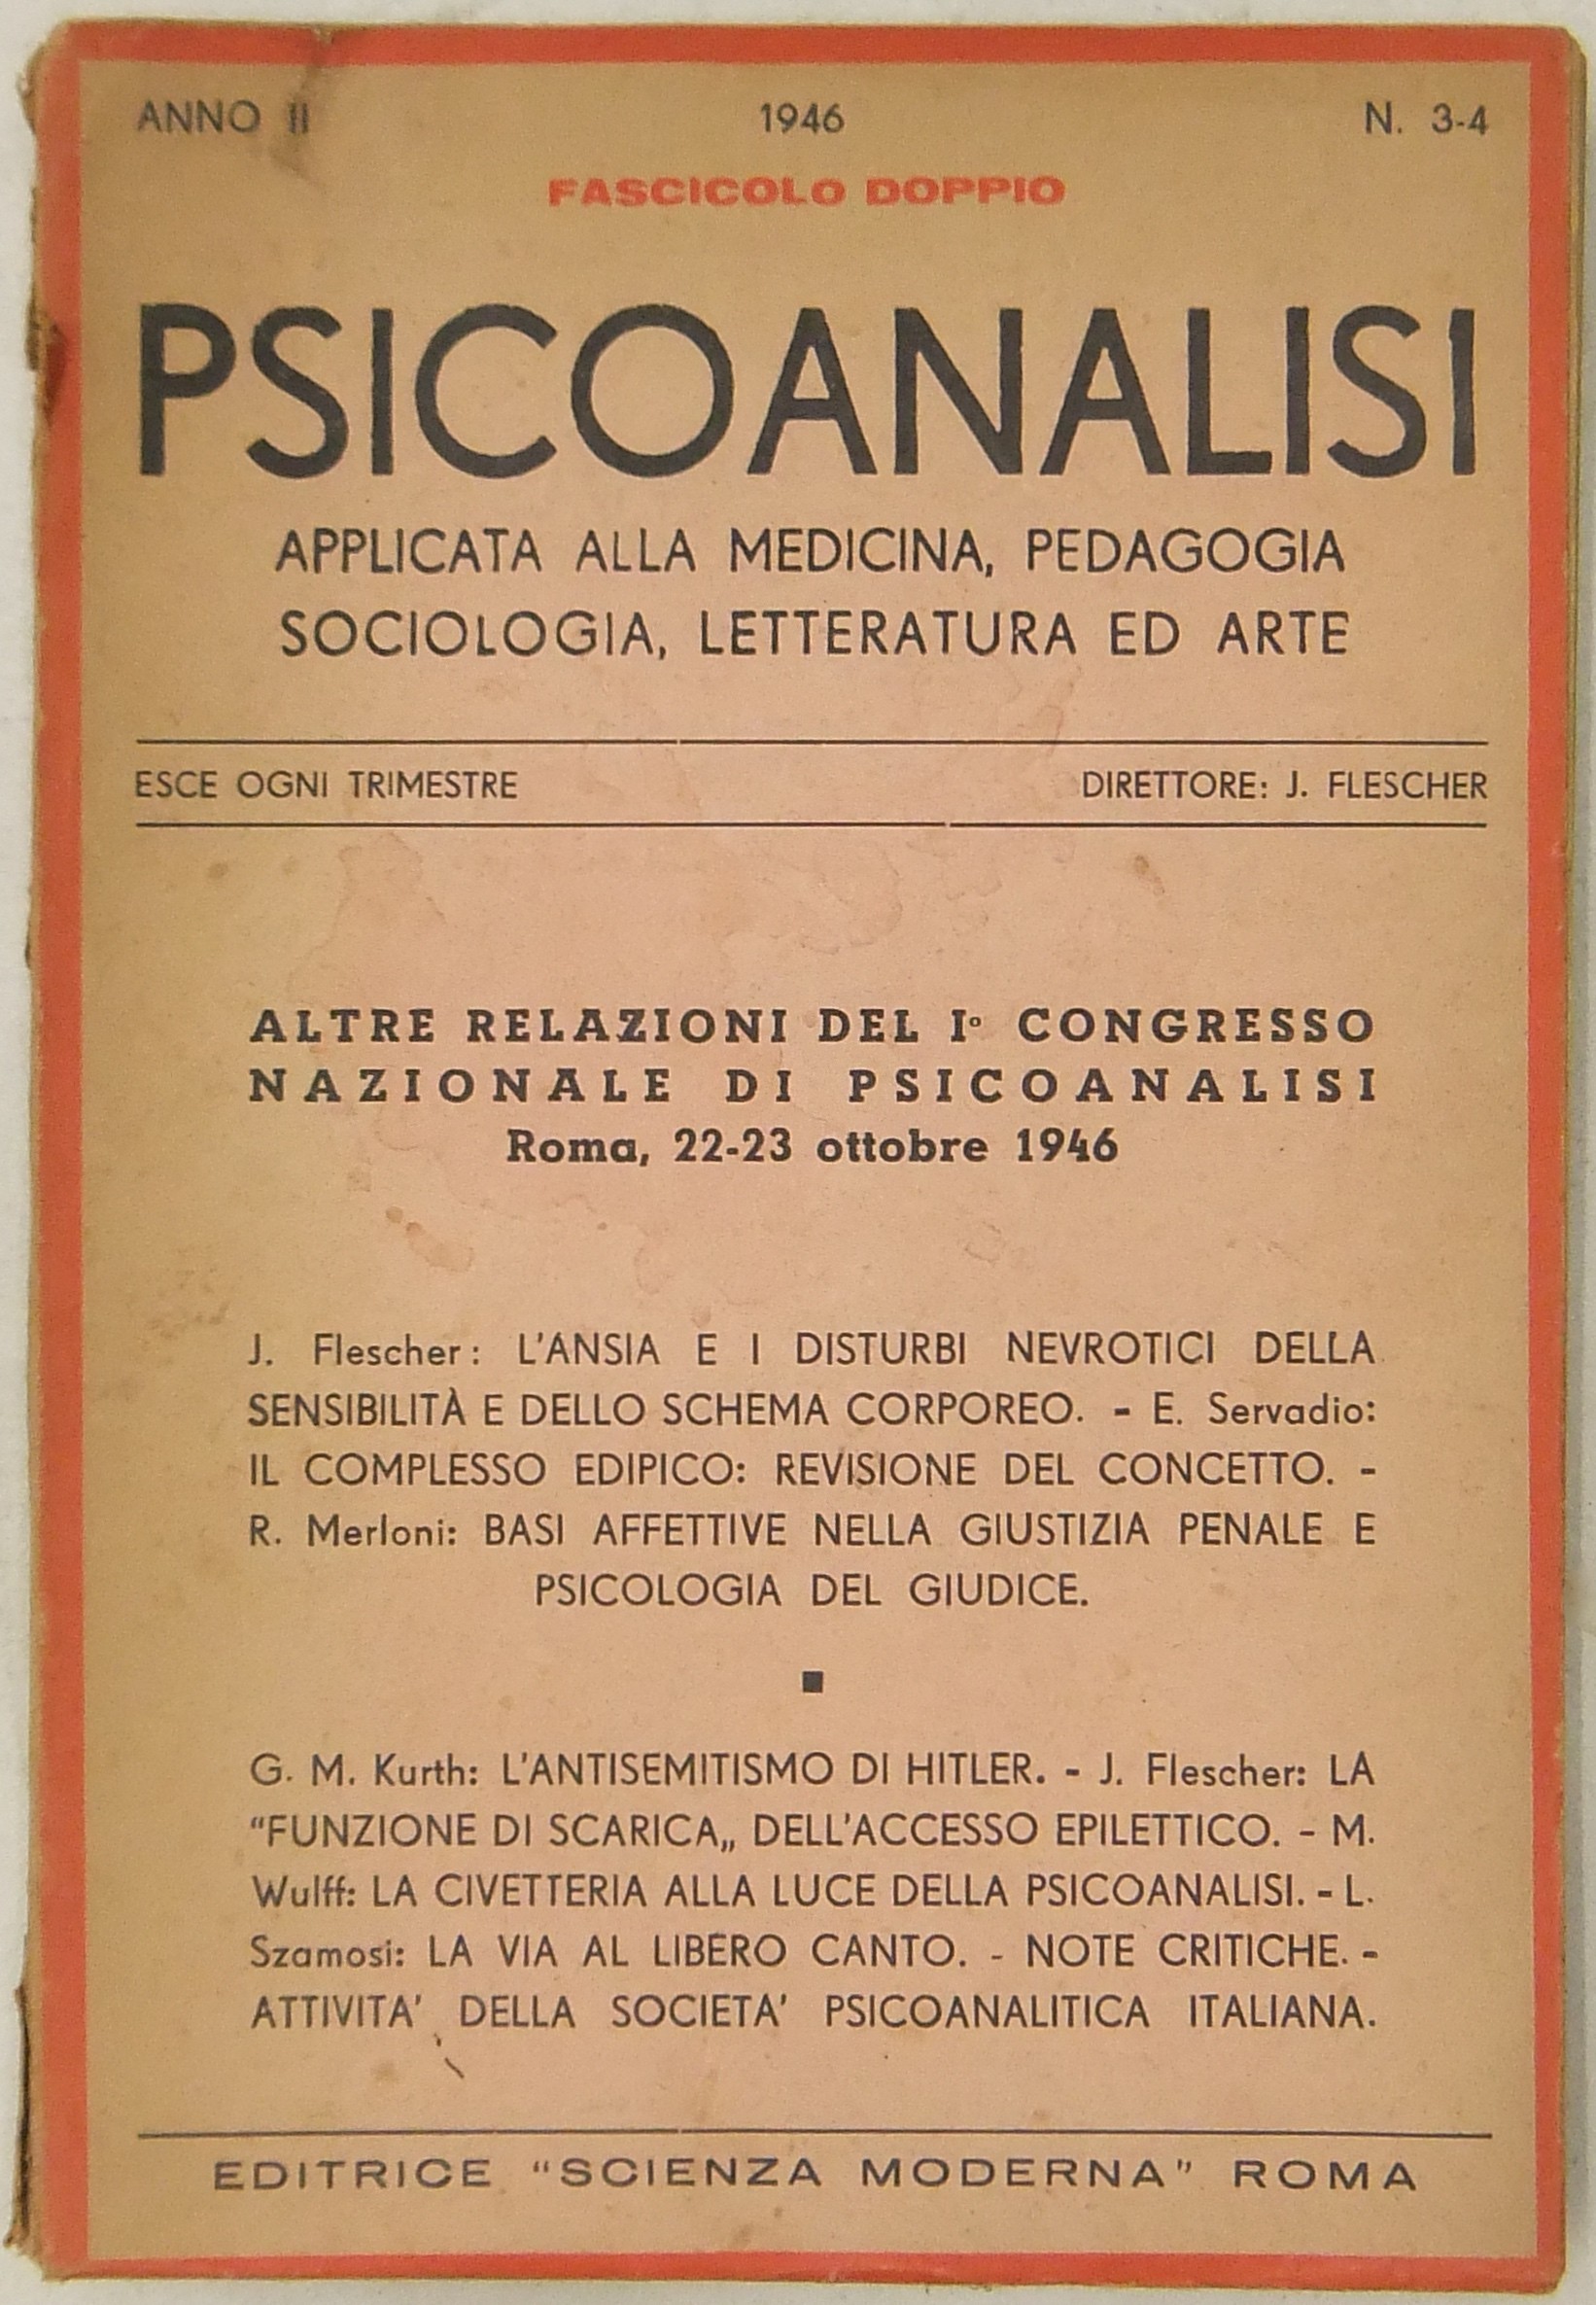 ANNO II 1946 N. 3-4
FASCICOLO DOPPIO
PSICOANALISI
APPLICATA ALLA MEDICINA, PEDAGOGIA
SOCIOLOGIA, LETTERATURA ED ARTE
ESCE OGNI TRIMESTRE DIRETTORE: J. FLESCHER
ALTRE RELAZIONI DEL I° CONGRESSO
NAZIONALE DI PSICOANALISI
Roma, 22-23 ottobre 1946
J. Flescher: L'ANSIA E I DISTURBI NEVROTICI DELLA
SENSIBILITÀ E DELLO SCHEMA CORPOREO. - E. Servadio:
IL COMPLESSO EDIPICO: REVISIONE DEL CONCETTO. -
R. Merloni: BASI AFFETTIVE NELLA GIUSTIZIA PENALE E
PSICOLOGIA DEL GIUDICE.
G. M. Kurth: L'ANTISEMITISMO DI HITLER. - J. Flescher: LA
“FUNZIONE DI SCARICA„ DELL'ACCESSO EPILETTICO. - M.
Wulff: LA CIVETTERIA ALLA LUCE DELLA PSICOANALISI. - L.
Szamosi: LA VIA AL LIBERO CANTO. - NOTE CRITICHE. -
ATTIVITA' DELLA SOCIETA' PSICOANALITICA ITALIANA.
EDITRICE “SCIENZA MODERNA” ROMA